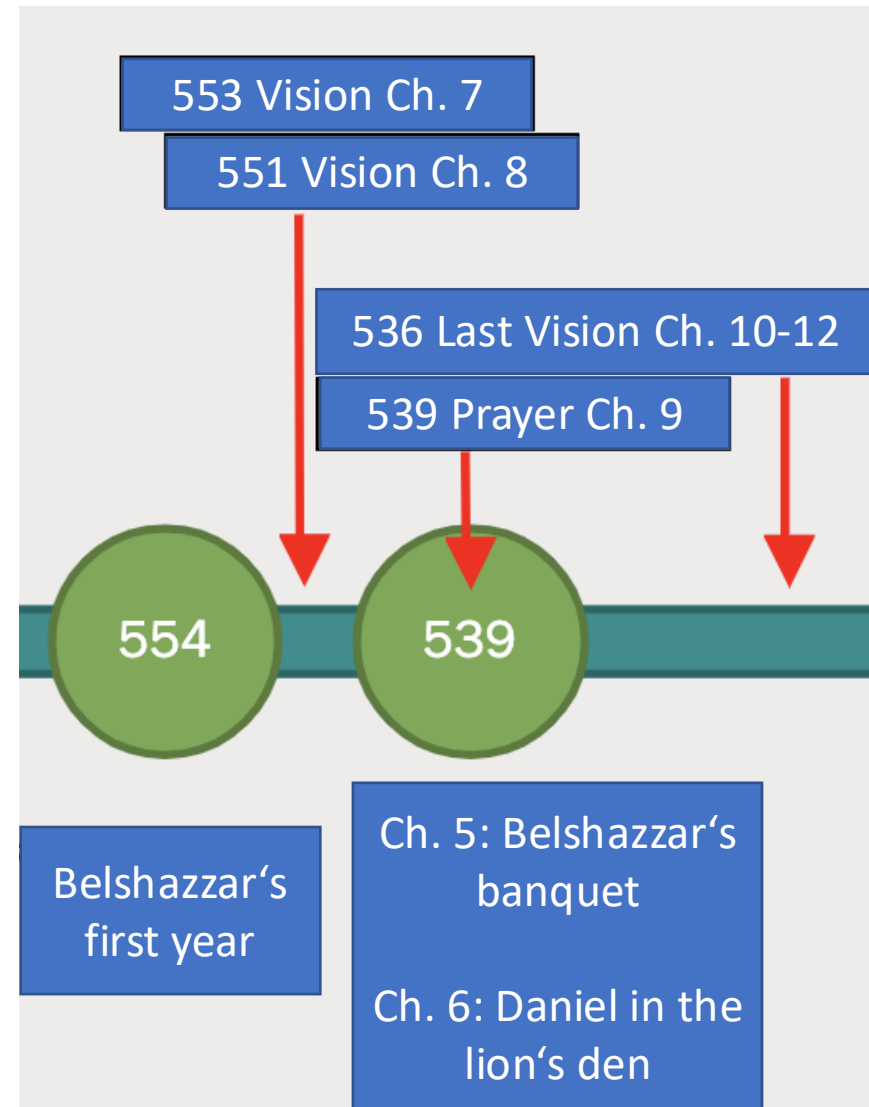 553 Vision Ch. 7
551 Vision Ch. 8
536 Last Vision Ch. 10-12
539 Prayer Ch. 9
554
539
Belshazzar‘s
first year
Ch. 5: Belshazzar‘s
banquet
Ch. 6: Daniel in the
lion‘s den